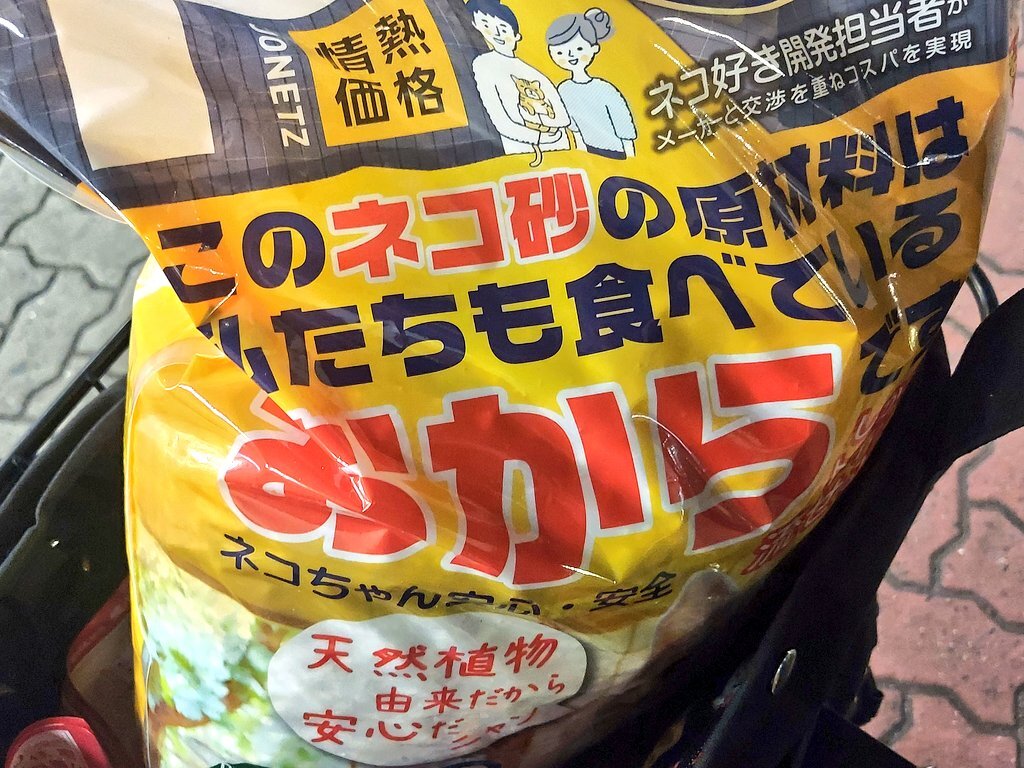 JONETZ
情熱
価格
ネコ好き開発担当者が
メーカーと交渉を重ねコスパを実現
このネコ砂の原材料は
私たちも食べている
です
おから
ネコちゃん安心・安全
天然植物
由来だから
安心だニャン